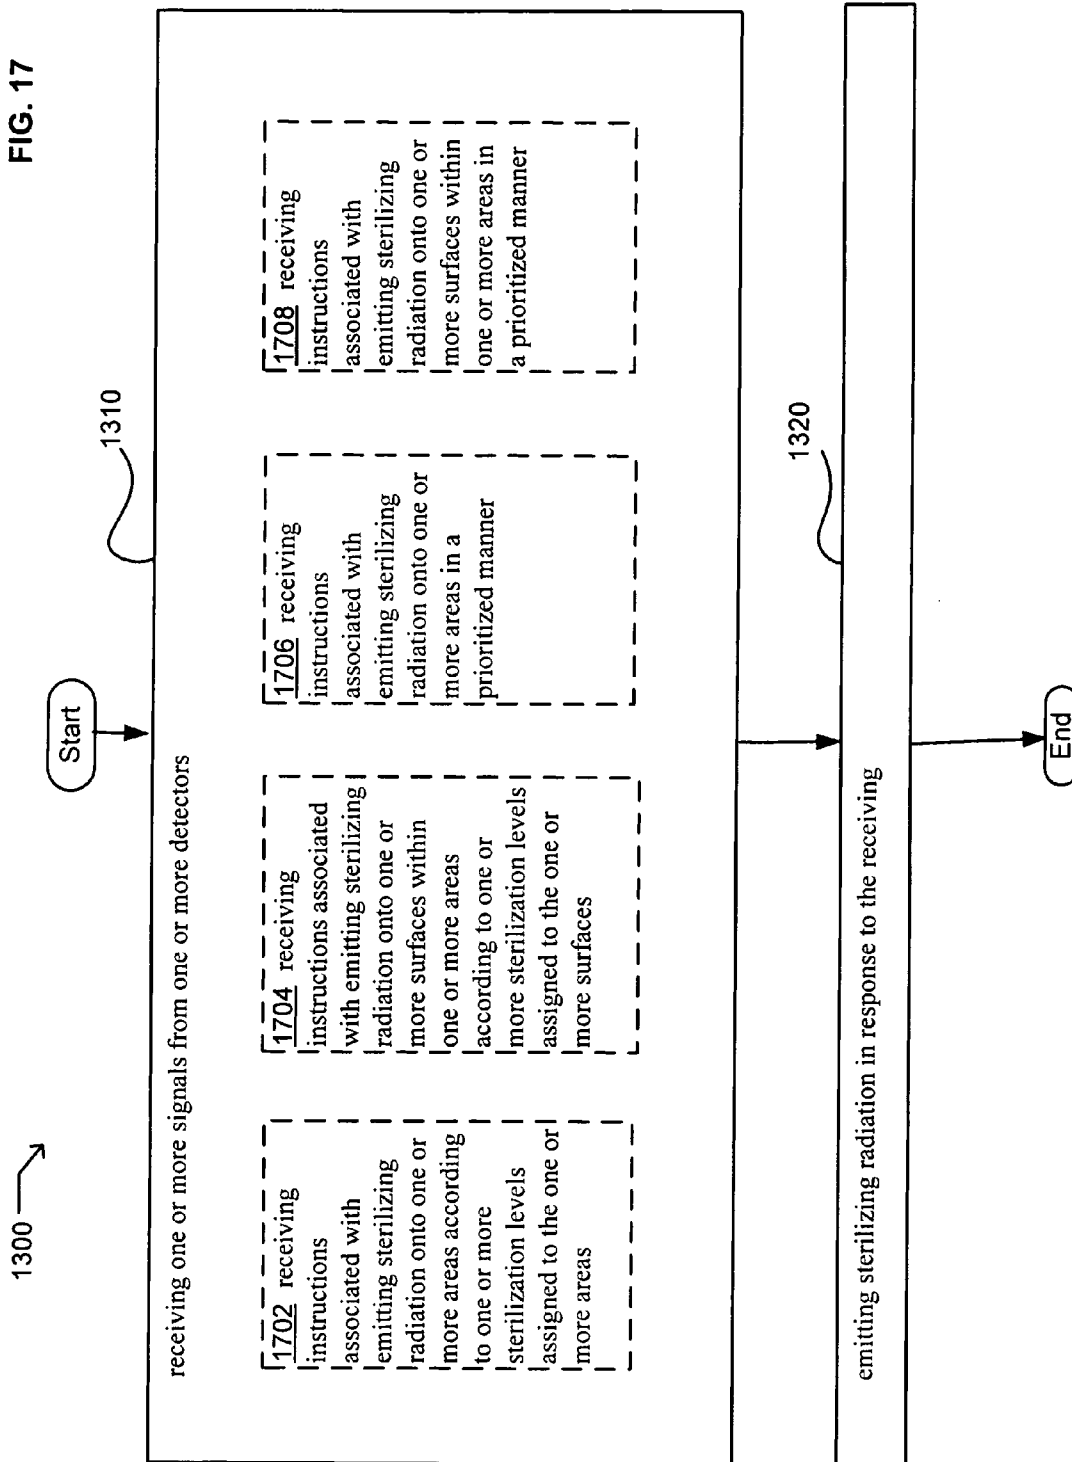 FIG. 17
1300
Start
1310
receiving one or more signals from one or more detectors
1702 receiving
instructions
associated with
emitting sterilizing
radiation onto one or
more areas according
to one or more
sterilization levels
assigned to the one or
more areas
1704 receiving
instructions associated
with emitting sterilizing
radiation onto one or
more surfaces within
one or more areas
according to one or
more sterilization levels
assigned to the one or
more surfaces
1706 receiving
instructions
associated with
emitting sterilizing
radiation onto one or
more areas in a
prioritized manner
1708 receiving
instructions
associated with
emitting sterilizing
radiation onto one or
more surfaces within
one or more areas in
a prioritized manner
1320
emitting sterilizing radiation in response to the receiving
End